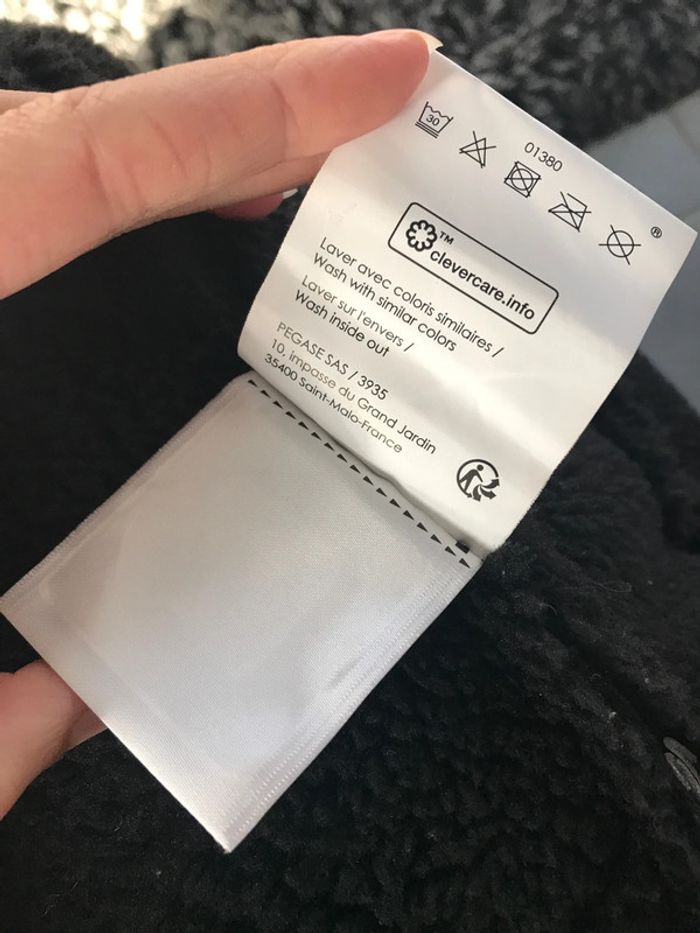 01380
30
®
TM
clevercare.info
Laver avec coloris similaires /
Wash with similar colors
Laver sur l'envers /
Wash inside out
PEGASE SAS / 3935
10, impasse du Grand Jardin
35400 Saint-Malo-France